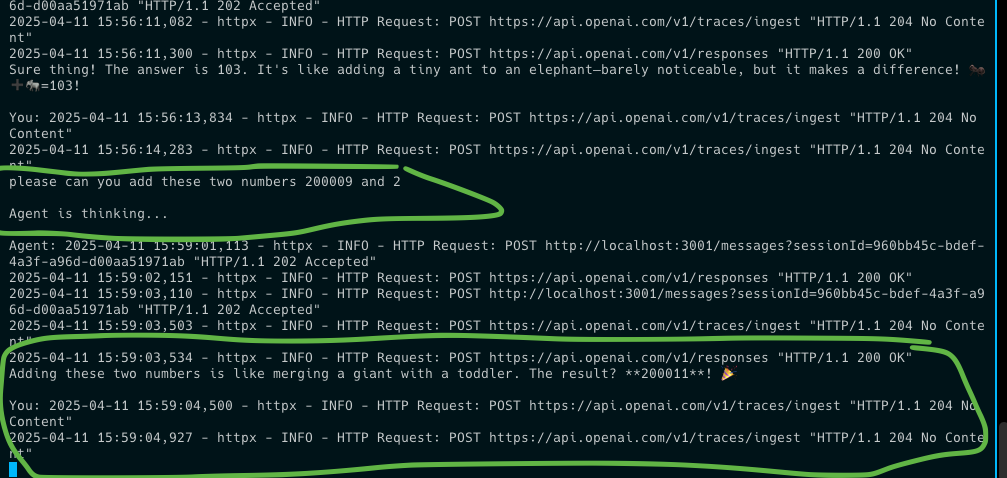 6d-d00aa51971ab "HTTP/1.1 202 Accepted"
2025-04-11 15:56:11,082 - httpx - INFO - HTTP Request: POST https://api.openai.com/v1/traces/ingest "HTTP/1.1 204 No Conte
nt"
2025-04-11 15:56:11,300 - httpx - INFO - HTTP Request: POST https://api.openai.com/v1/responses "HTTP/1.1 200 OK"
Sure thing! The answer is 103. It's like adding a tiny ant to an elephant—barely noticeable, but it makes a difference! 🐜
➕🐘=103!
You: 2025-04-11 15:56:13,834 - httpx - INFO - HTTP Request: POST https://api.openai.com/v1/traces/ingest "HTTP/1.1 204 No
Content"
2025-04-11 15:56:14,283 - httpx - INFO - HTTP Request: POST https://api.openai.com/v1/traces/ingest "HTTP/1.1 204 No Conte
nt"
please can you add these two numbers 200009 and 2
Agent is thinking...
Agent: 2025-04-11 15:59:01,113 - httpx - INFO - HTTP Request: POST http://localhost:3001/messages?sessionId=960bb45c-bdef-
4a3f-a96d-d00aa51971ab "HTTP/1.1 202 Accepted"
2025-04-11 15:59:02,151 - httpx - INFO - HTTP Request: POST https://api.openai.com/v1/responses "HTTP/1.1 200 OK"
2025-04-11 15:59:03,110 - httpx - INFO - HTTP Request: POST http://localhost:3001/messages?sessionId=960bb45c-bdef-4a3f-a9
6d-d00aa51971ab "HTTP/1.1 202 Accepted"
2025-04-11 15:59:03,503 - httpx - INFO - HTTP Request: POST https://api.openai.com/v1/traces/ingest "HTTP/1.1 204 No Conte
nt"
2025-04-11 15:59:03,534 - httpx - INFO - HTTP Request: POST https://api.openai.com/v1/responses "HTTP/1.1 200 OK"
Adding these two numbers is like merging a giant with a toddler. The result? **200011**! 🎉
You: 2025-04-11 15:59:04,500 - httpx - INFO - HTTP Request: POST https://api.openai.com/v1/traces/ingest "HTTP/1.1 204 No
Content"
2025-04-11 15:59:04,927 - httpx - INFO - HTTP Request: POST https://api.openai.com/v1/traces/ingest "HTTP/1.1 204 No Conte
nt"